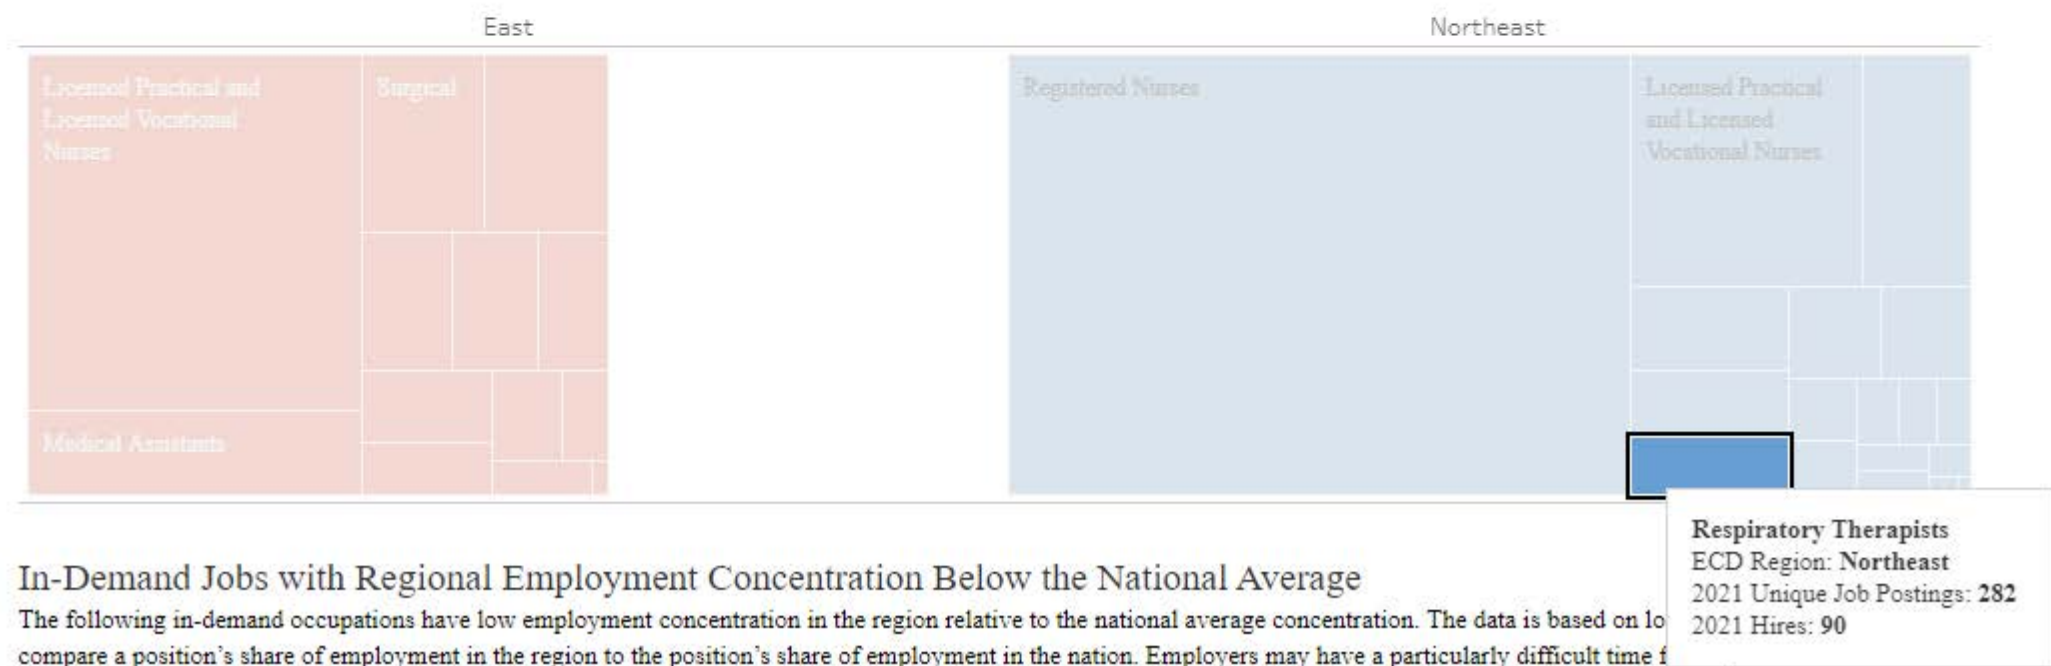 East
Northeast
Licensed Practical and
Licensed Vocational
Nurses
Surgical
Medical Assistants
Registered Nurses
Licensed Practical
and Licensed
Vocational Nurses
Respiratory Therapists
ECD Region: Northeast
2021 Unique Job Postings: 282
2021 Hires: 90
In-Demand Jobs with Regional Employment Concentration Below the National Average
The following in-demand occupations have low employment concentration in the region relative to the national average concentration. The data is based on lo
compare a position's share of employment in the region to the position's share of employment in the nation. Employers may have a particularly difficult time f